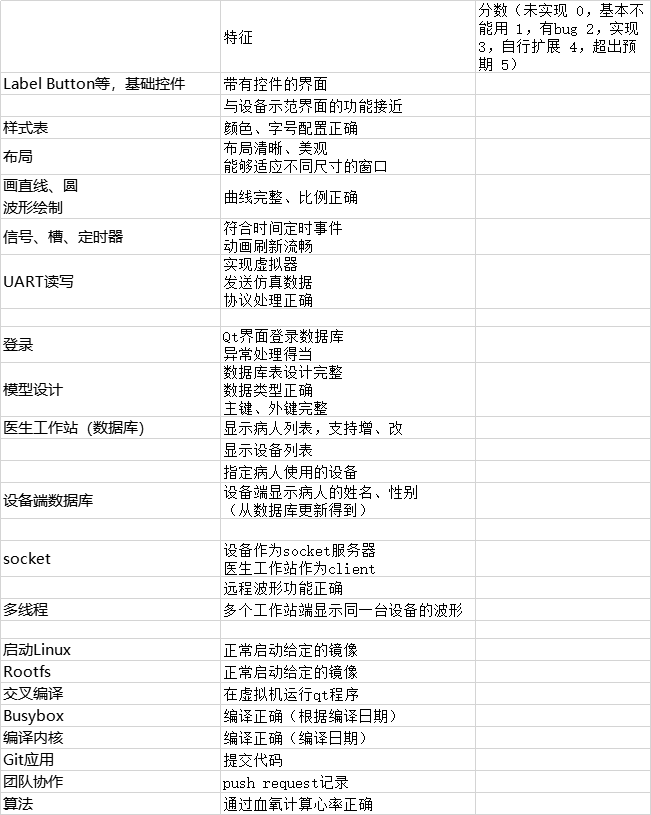 特征
分数（未实现 0，基本不
能用 1，有bug 2，实现
3，自行扩展 4，超出预
期 5）
Label Button等，基础控件
带有控件的界面
与设备示范界面的功能接近
样式表
颜色、字号配置正确
布局
布局清晰、美观
能够适应不同尺寸的窗口
画直线、圆
波形绘制
曲线完整、比例正确
信号、槽、定时器
符合时间定时事件
动画刷新流畅
UART读写
实现虚拟器
发送仿真数据
协议处理正确
登录
Qt界面登录数据库
异常处理得当
模型设计
数据库表设计完整
数据类型正确
主键、外键完整
医生工作站（数据库）
显示病人列表，支持增、改
显示设备列表
指定病人使用的设备
设备端数据库
设备端显示病人的姓名、性别
（从数据库更新得到）
socket
设备作为socket服务器
医生工作站作为client
远程波形功能正确
多线程
多个工作站端显示同一台设备的波形
启动Linux
正常启动给定的镜像
Rootfs
正常启动给定的镜像
交叉编译
在虚拟机运行qt程序
Busybox
编译正确（根据编译日期）
编译内核
编译正确（编译日期）
Git应用
提交代码
团队协作
push request记录
算法
通过血氧计算心率正确